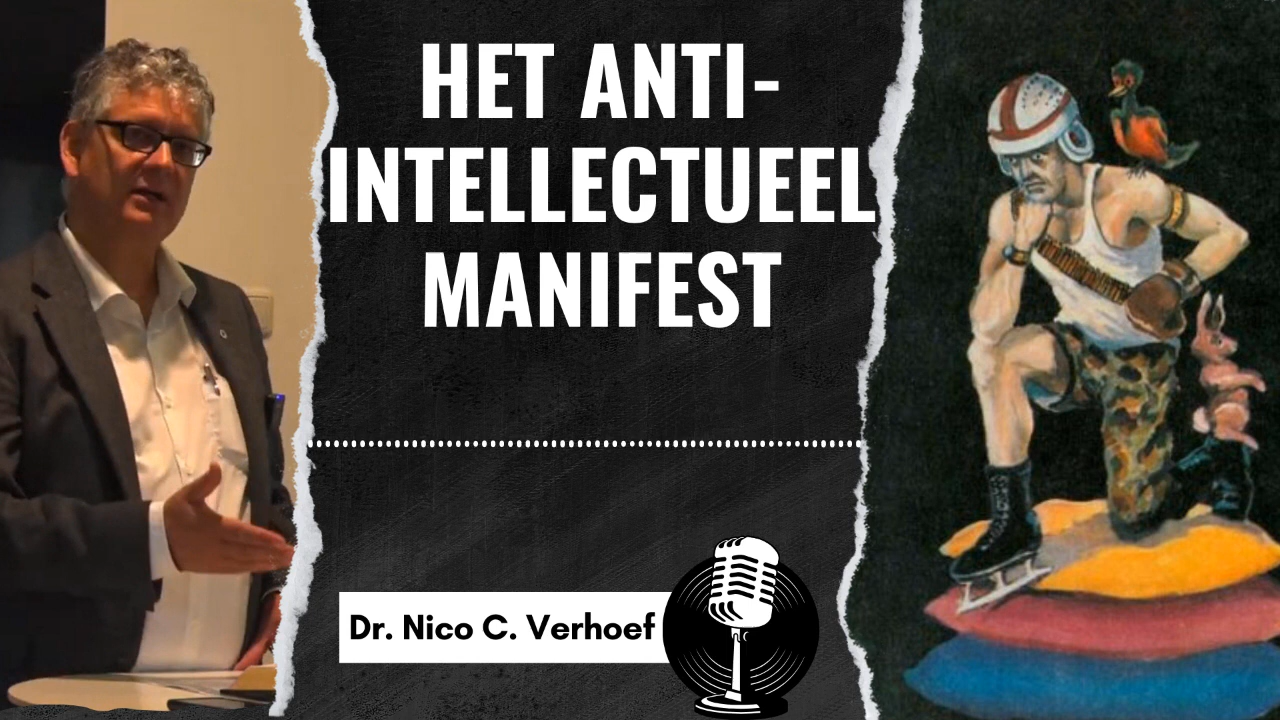 HET ANTI-
INTELLECTUEEL
MANIFEST
Dr. Nico C. Verhoef